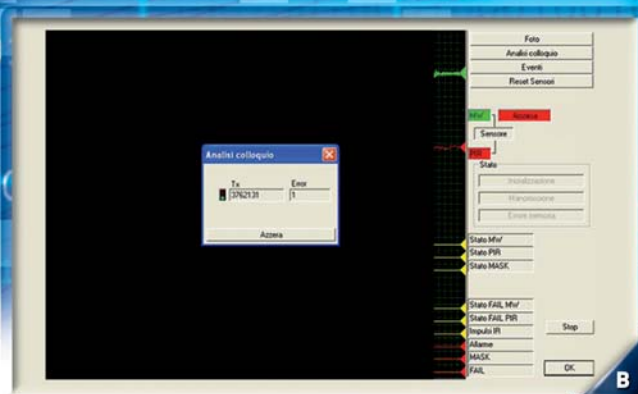 Foto
Analisi colloquio
Eventi
Reset Sensori
MW
Accesa
Sensore
PIR
Stato
Inizializzazione
Manomissione
Errore memoria
Analisi colloquio
Tx
Error
3762131
1
Azzera
Stato MW
Stato PIR
Stato MASK
Stato FAIL MW
Stato FAIL PIR
Impulsi IR
Allarme
MASK
FAIL
Stop
OK
B